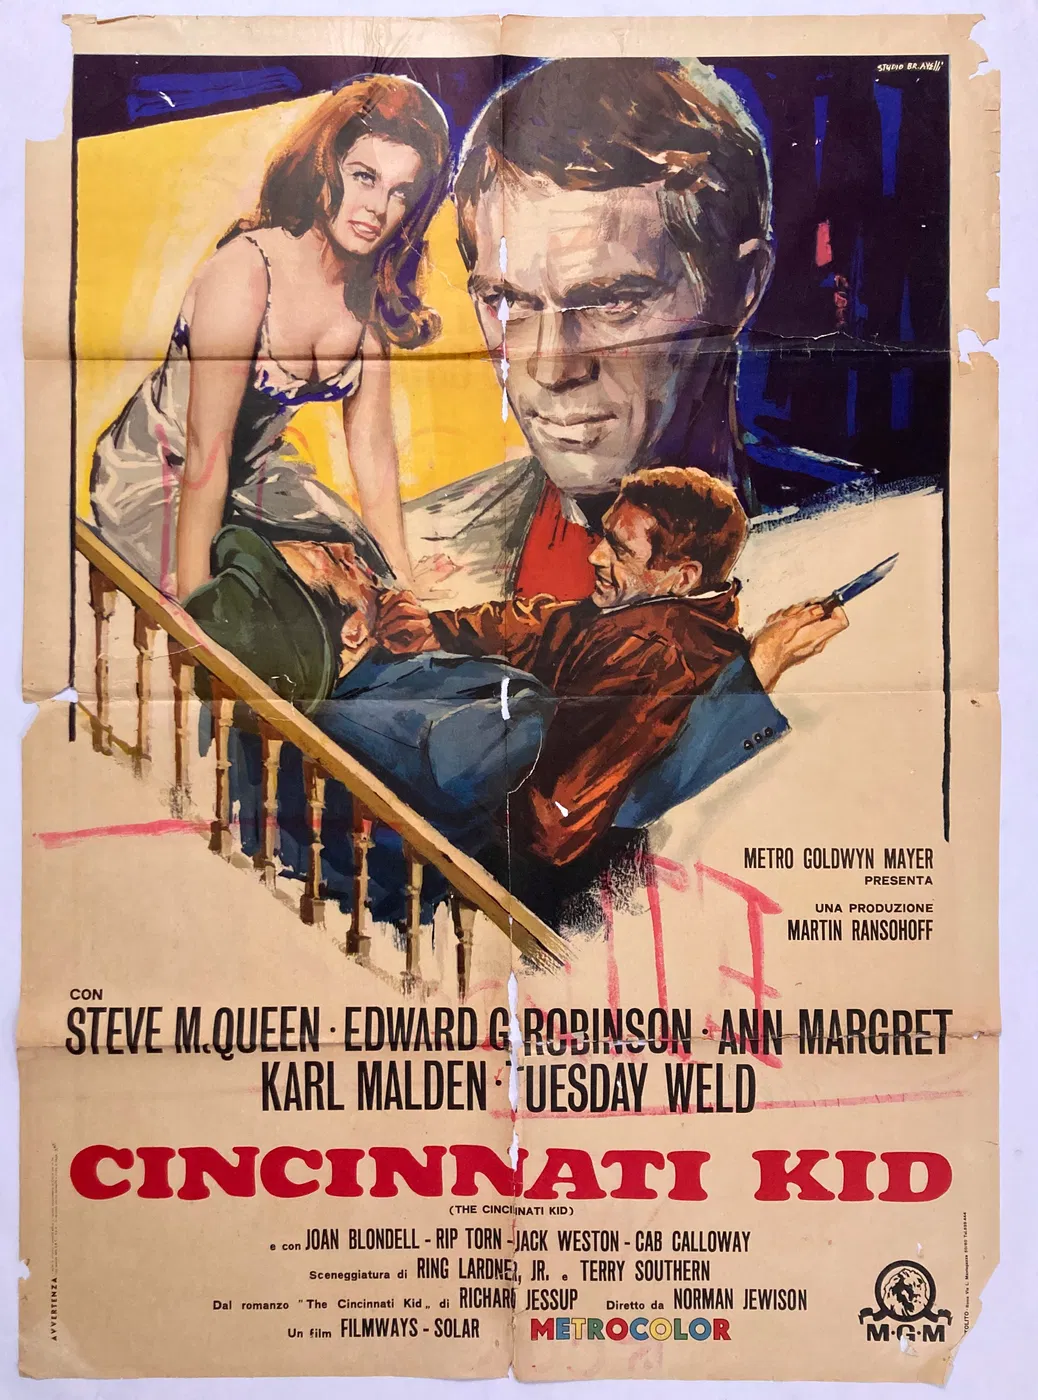 STUDIO BRAVELLI
METRO GOLDWYN MAYER
PRESENTA
UNA PRODUZIONE
MARTIN RANSOHOFF
CON
STEVE McQUEEN · EDWARD G ROBINSON · ANN MARGRET
KARL MALDEN · TUESDAY WELD
CINCINNATI KID
(THE CINCINNATI KID)
e con JOAN BLONDELL - RIP TORN - JACK WESTON - CAB CALLOWAY
Sceneggiatura di RING LARDNER, JR. e TERRY SOUTHERN
Dal romanzo "The Cincinnati Kid„ di RICHARD JESSUP Diretto da NORMAN JEWISON
Un film FILMWAYS - SOLAR METROCOLOR
M·G·M
AVVERTENZA